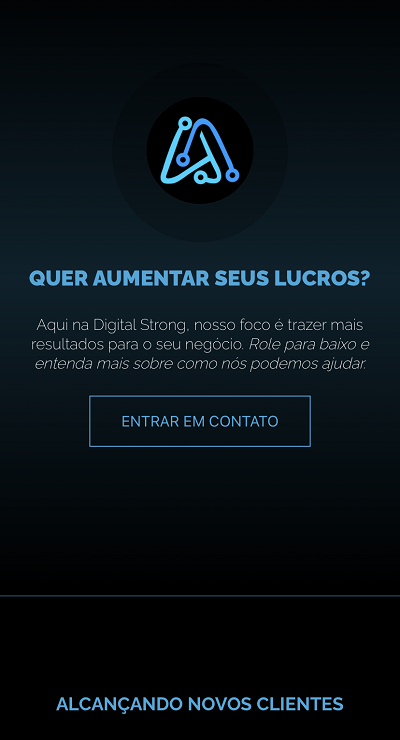 QUER AUMENTAR SEUS LUCROS?
Aqui na Digital Strong, nosso foco é trazer mais
resultados para o seu negócio. Role para baixo e
entenda mais sobre como nós podemos ajudar.
ENTRAR EM CONTATO
ALCANÇANDO NOVOS CLIENTES